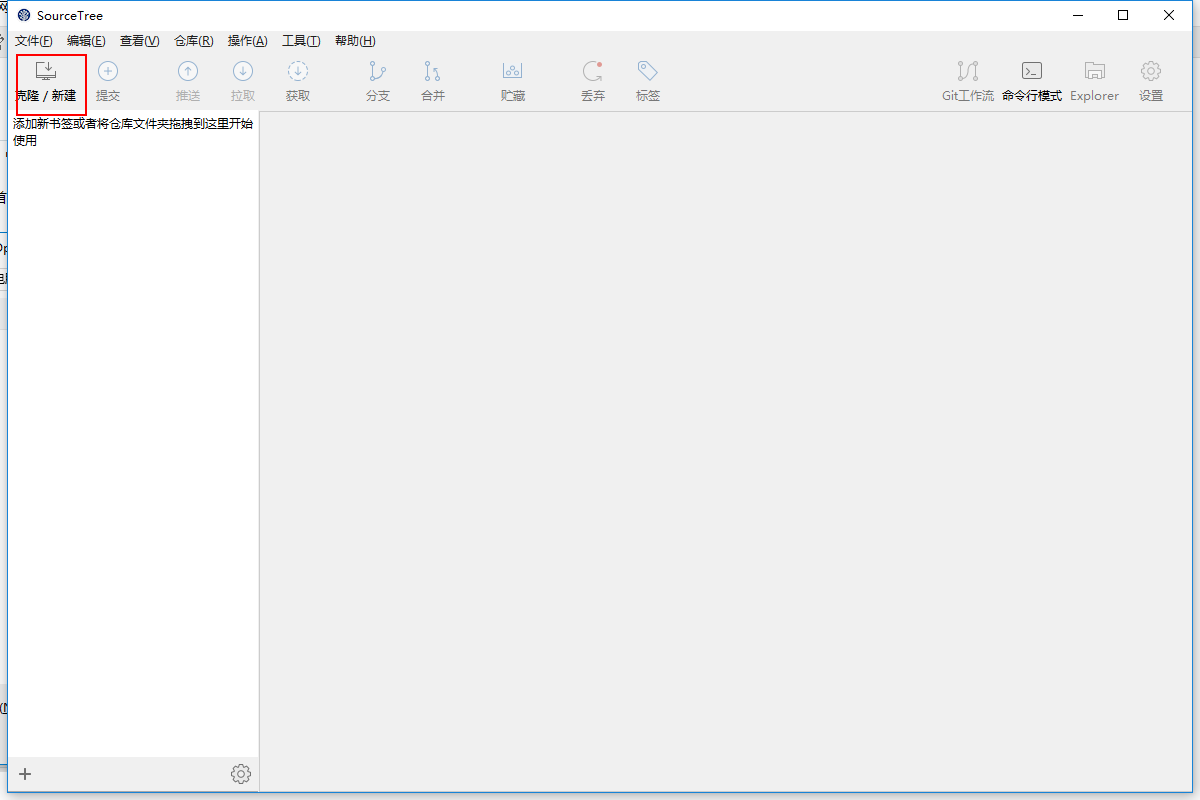 SourceTree
文件(F) 编辑(E) 查看(V) 仓库(R) 操作(A) 工具(T) 帮助(H)
克隆 / 新建 提交 推送 拉取 获取 分支 合并 贮藏 丢弃 标签 Git工作流 命令行模式 Explorer 设置
添加新书签或者将仓库文件夹拖拽到这里开始
使用